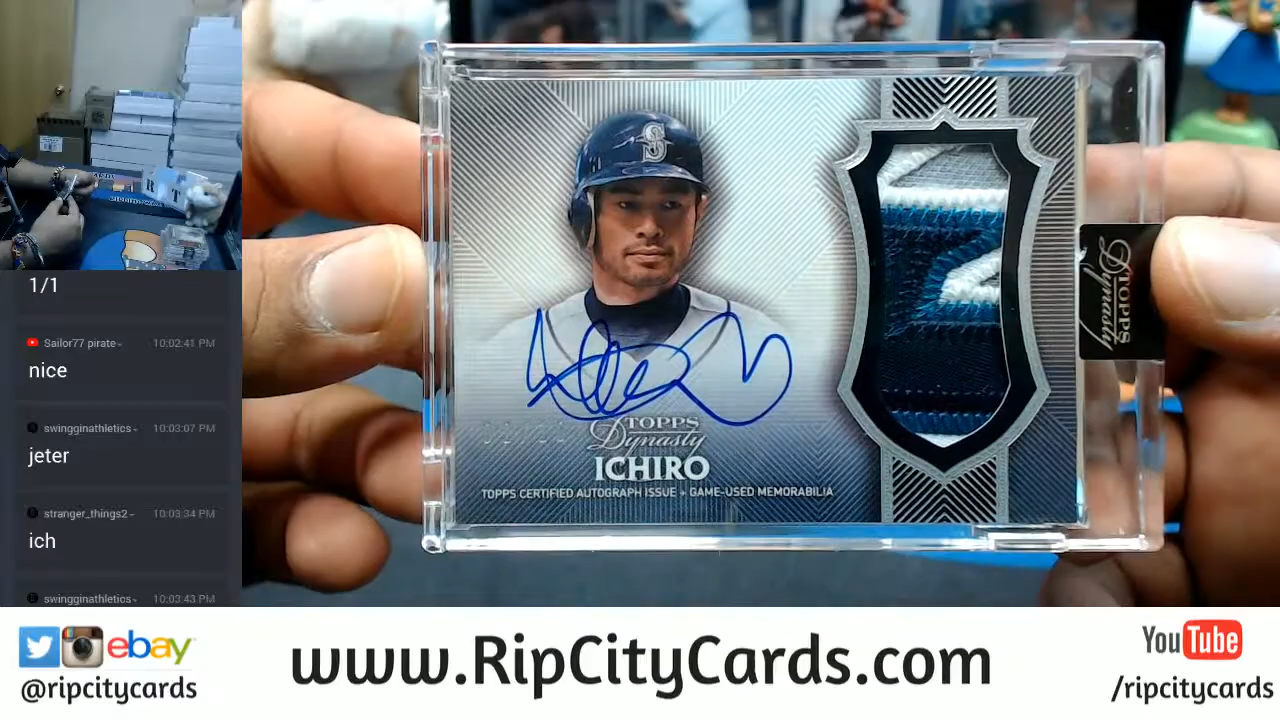 1/1
Sailor77 pirate
10:02:41 PM
nice
swingginathletics
10:03:07 PM
jeter
stranger_things2
10:03:34 PM
ich
swingginathletics
10:03:43 PM
S
TOPPS
Dynasty
ICHIRO
TOPPS CERTIFIED AUTOGRAPH ISSUE • GAME-USED MEMORABILIA
TOPPS
Dynasty
ebay
@ripcitycards
www.RipCityCards.com
YouTube
/ripcitycards